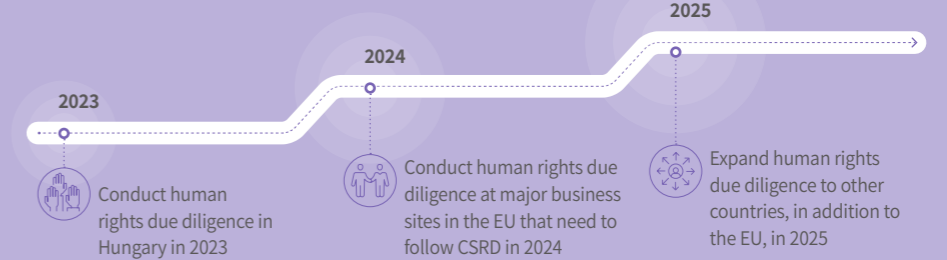 2023
Conduct human
rights due diligence in
Hungary in 2023
2024
Conduct human rights due
diligence at major business
sites in the EU that need to
follow CSRD in 2024
2025
Expand human rights
due diligence to other
countries, in addition to
the EU, in 2025